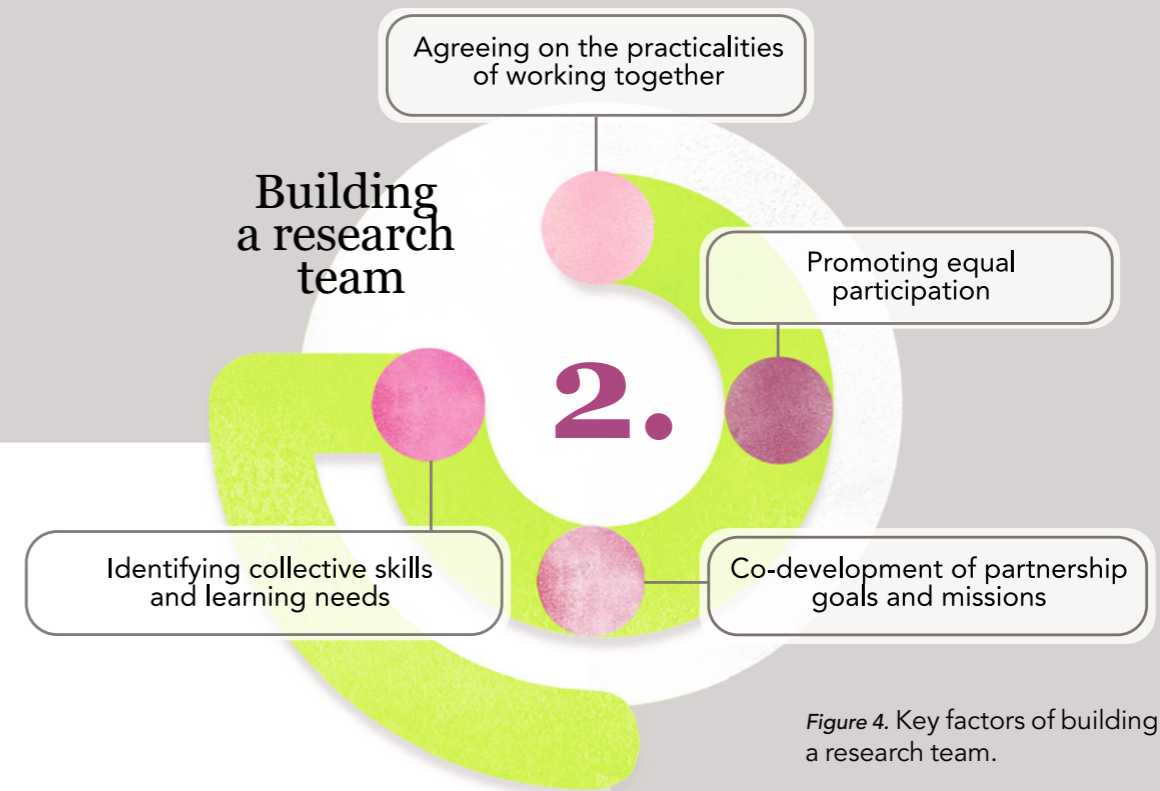 Agreeing on the practicalities
of working together
Building
a research
team
Promoting equal
participation
2.
Identifying collective skills
and learning needs
Co-development of partnership
goals and missions
Figure 4. Key factors of building
a research team.